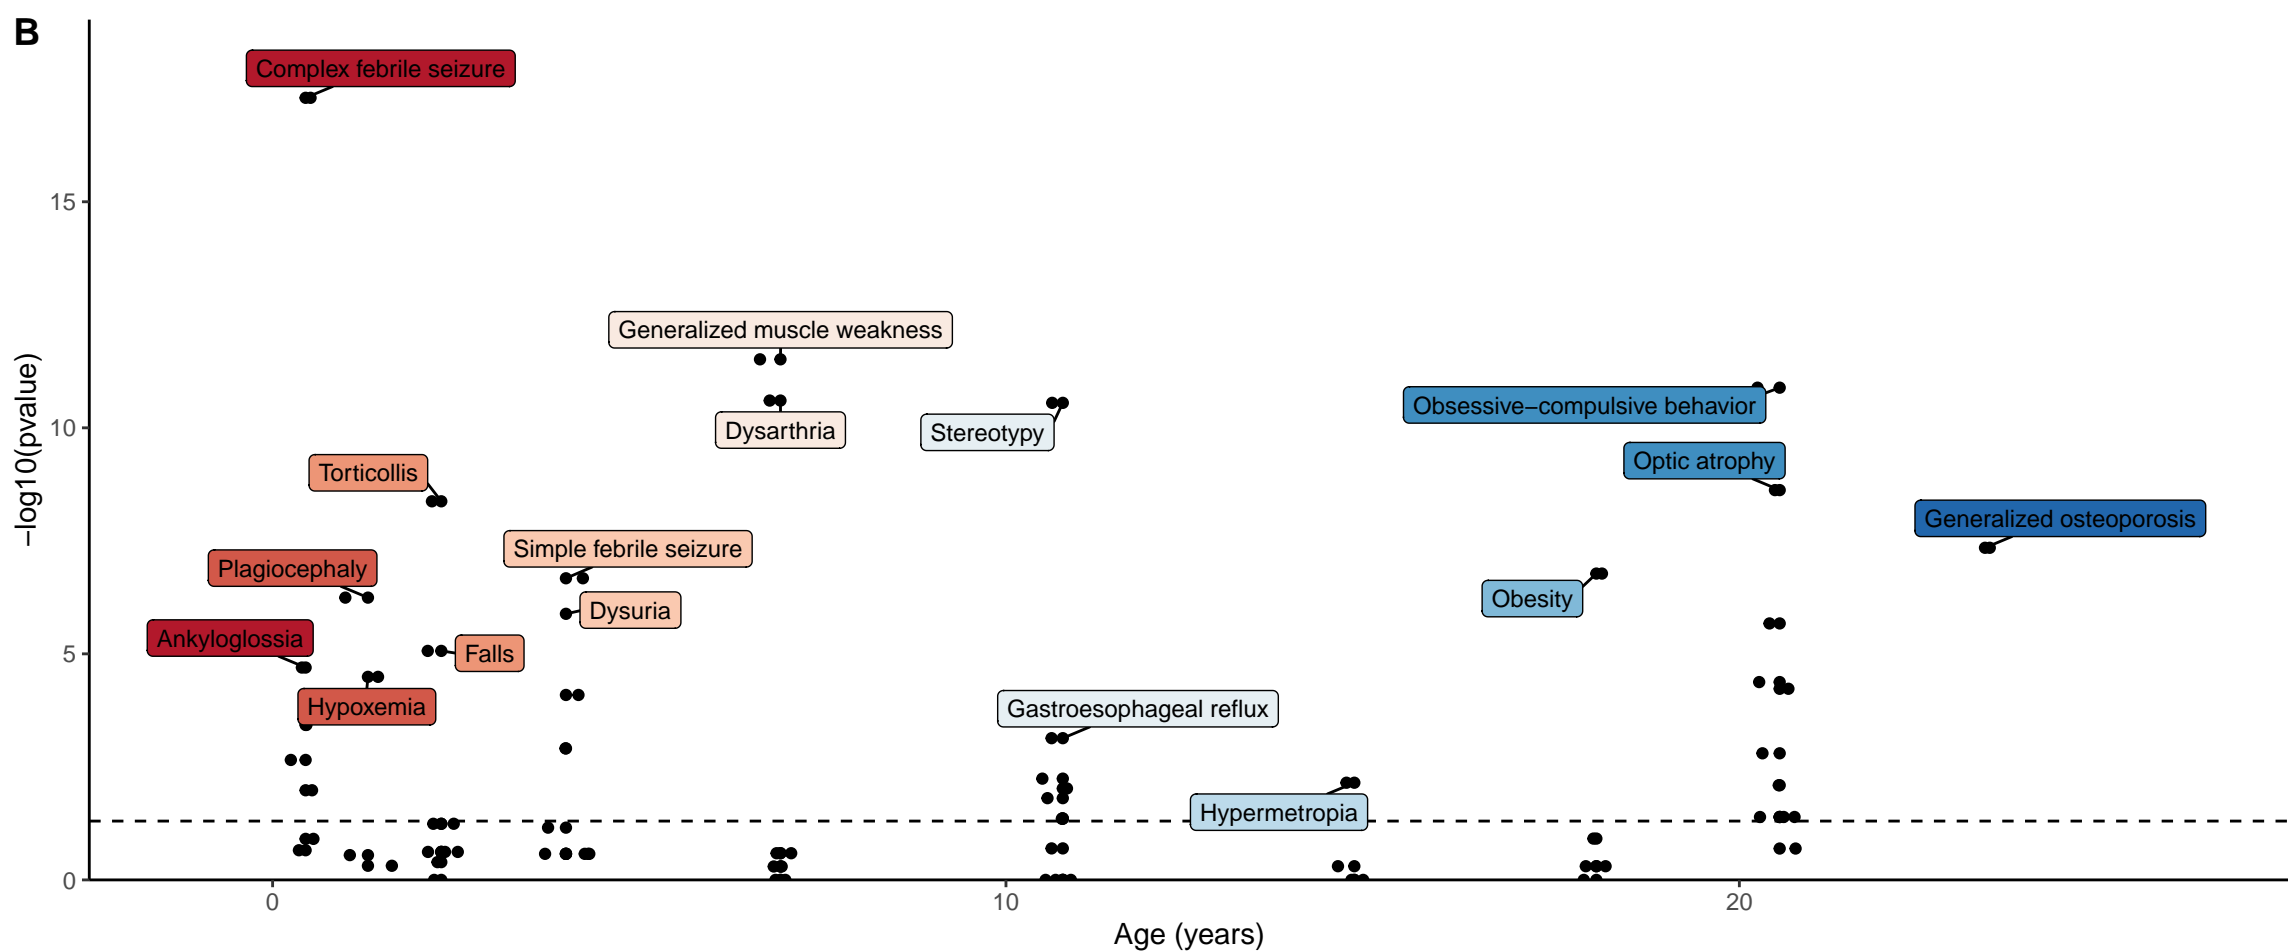 B
Complex febrile seizure
15
Generalized muscle weakness
Obsessive−compulsive behavior
10
Dysarthria
Stereotypy
Optic atrophy
Torticollis
Generalized osteoporosis
−log10(pvalue)
Simple febrile seizure
Plagiocephaly
Obesity
Dysuria
Ankyloglossia
5
Falls
Hypoxemia
Gastroesophageal reflux
Hypermetropia
0
0
10
20
Age (years)